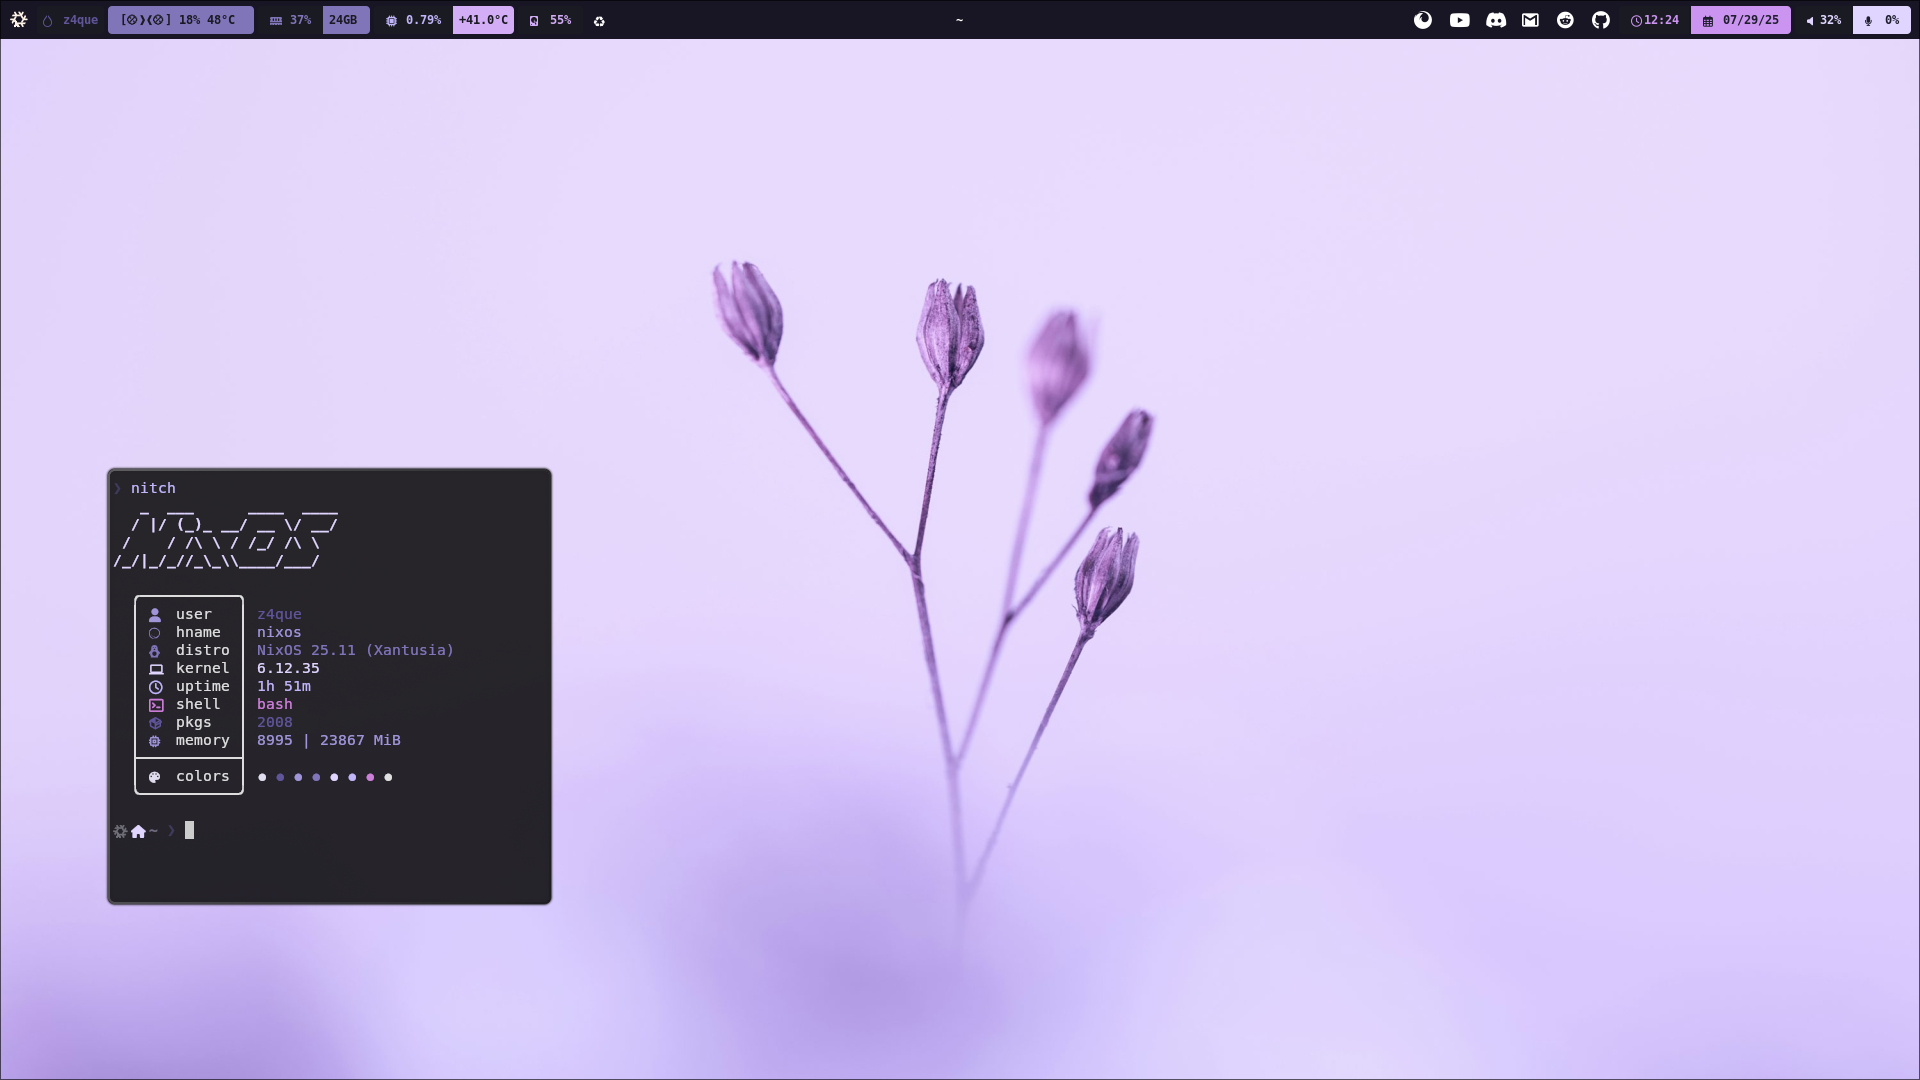 z4que [⊗❩❨⊗] 18% 48°C 37% 24GB 0.79% +41.0°C 55% ~ 12:24 07/29/25 32% 0%
❯ nitch
user z4que
hname nixos
distro NixOS 25.11 (Xantusia)
kernel 6.12.35
uptime 1h 51m
shell bash
pkgs 2008
memory 8995 | 23867 MiB
colors
~ ❯